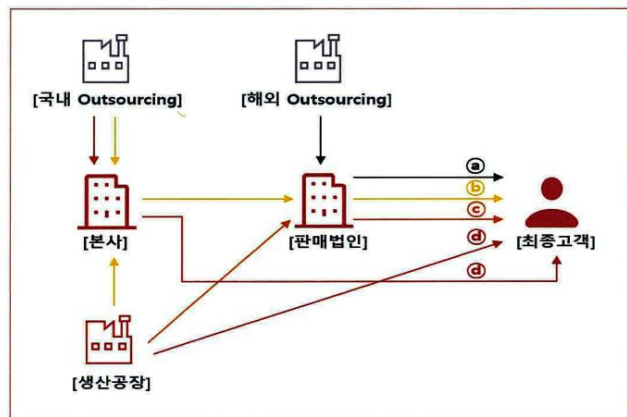 [국내 Outsourcing]
[해외 Outsourcing]
ⓐ
ⓑ
ⓒ
[본사]
[판매법인]
ⓓ
[최종고객]
ⓓ
[생산공장]